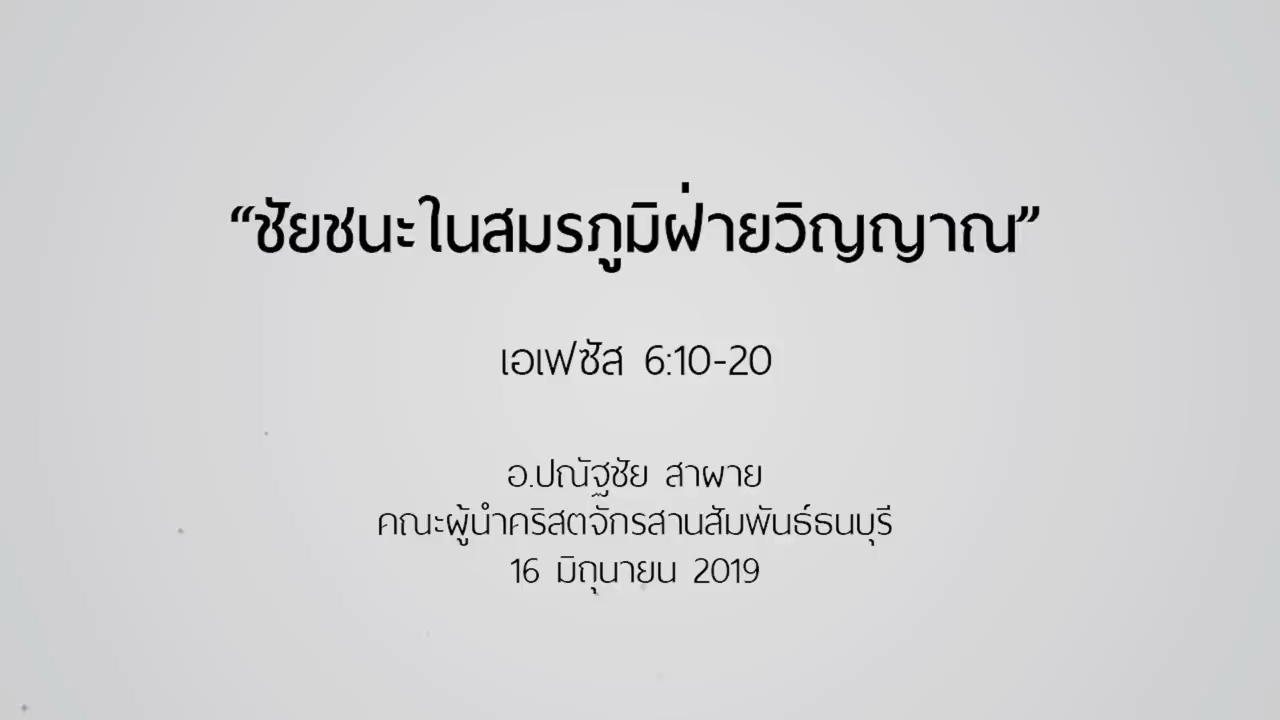 “ชัยชนะในสมรภูมิฝ่ายวิญญาณ”
เอเฟซัส 6:10-20
อ.ปณัฐชัย สาผาย
คณะผู้นำคริสตจักรสานสัมพันธ์ธนบุรี
16 มิถุนายน 2019